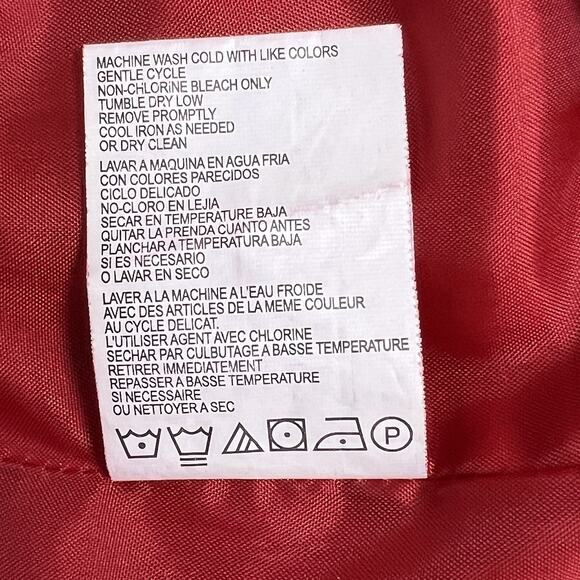 MACHINE WASH COLD WITH LIKE COLORS
GENTLE CYCLE
NON-CHLORINE BLEACH ONLY
TUMBLE DRY LOW
REMOVE PROMPTLY
COOL IRON AS NEEDED
OR DRY CLEAN
LAVAR A MAQUINA EN AGUA FRIA
CON COLORES PARECIDOS
CICLO DELICADO
NO-CLORO EN LEJIA
SECAR EN TEMPERATURE BAJA
QUITAR LA PRENDA CUANTO ANTES
PLANCHAR A TEMPERATURA BAJA
SI ES NECESARIO
O LAVAR EN SECO
LAVER A LA MACHINE A L'EAU FROIDE
AVEC DES ARTICLES DE LA MEME COULEUR
AU CYCLE DELICAT.
L'UTILISER AGENT AVEC CHLORINE
SECHAR PAR CULBUTAGE A BASSE TEMPERATURE
RETIRER IMMEDIATEMENT
REPASSER A BASSE TEMPERATURE
SI NECESSAIRE
OU NETTOYER A SEC
P